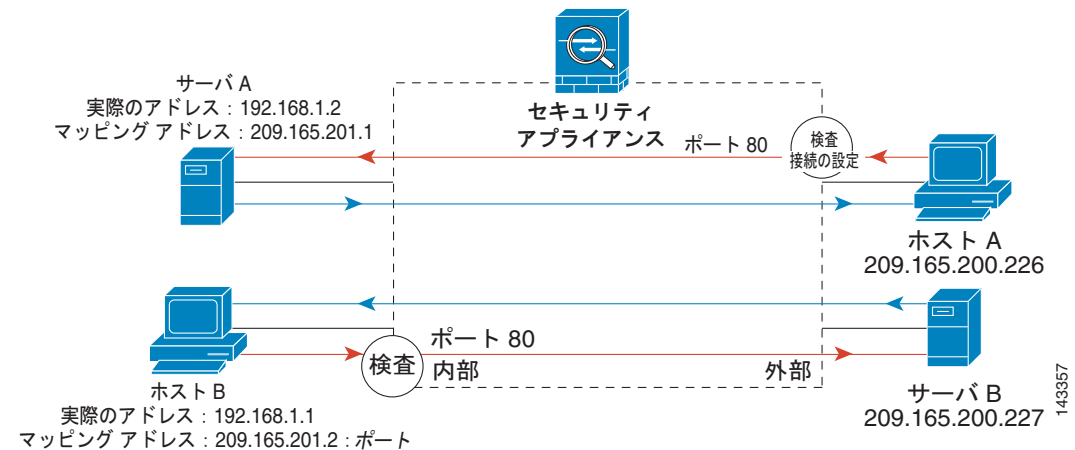 サーバ A
実際のアドレス : 192.168.1.2
マッピング アドレス : 209.165.201.1
セキュリティ
アプライアンス
ポート 80
検査
接続の設定
ホスト A
209.165.200.226
ポート 80
検査
内部
外部
ホスト B
実際のアドレス : 192.168.1.1
マッピング アドレス : 209.165.201.2 : ポート
サーバ B
209.165.200.227
143357